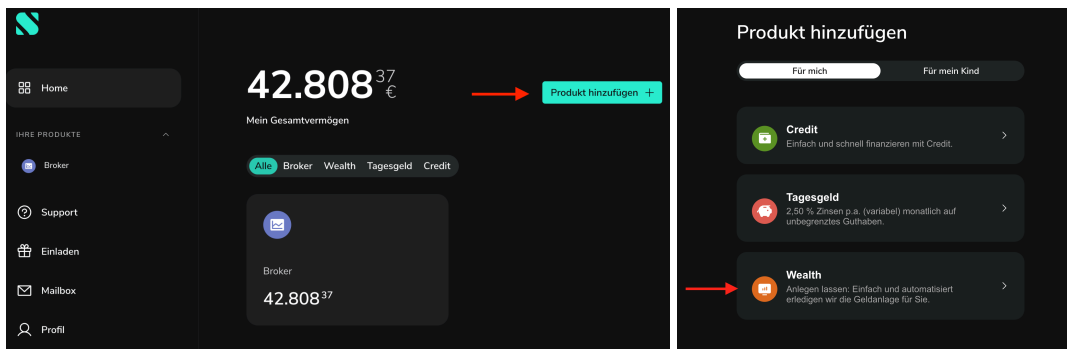 Home
IHRE PRODUKTE
Broker
Support
Einladen
Mailbox
Profil
42.808 37 €
Mein Gesamtvermögen
Produkt hinzufügen +
Alle Broker Wealth Tagesgeld Credit
Broker
42.808 37
Produkt hinzufügen
Für mich Für mein Kind
Credit
Einfach und schnell finanzieren mit Credit.
Tagesgeld
2,50 % Zinsen p.a. (variabel) monatlich auf
unbegrenztes Guthaben.
Wealth
Anlegen lassen: Einfach und automatisiert
erledigen wir die Geldanlage für Sie.